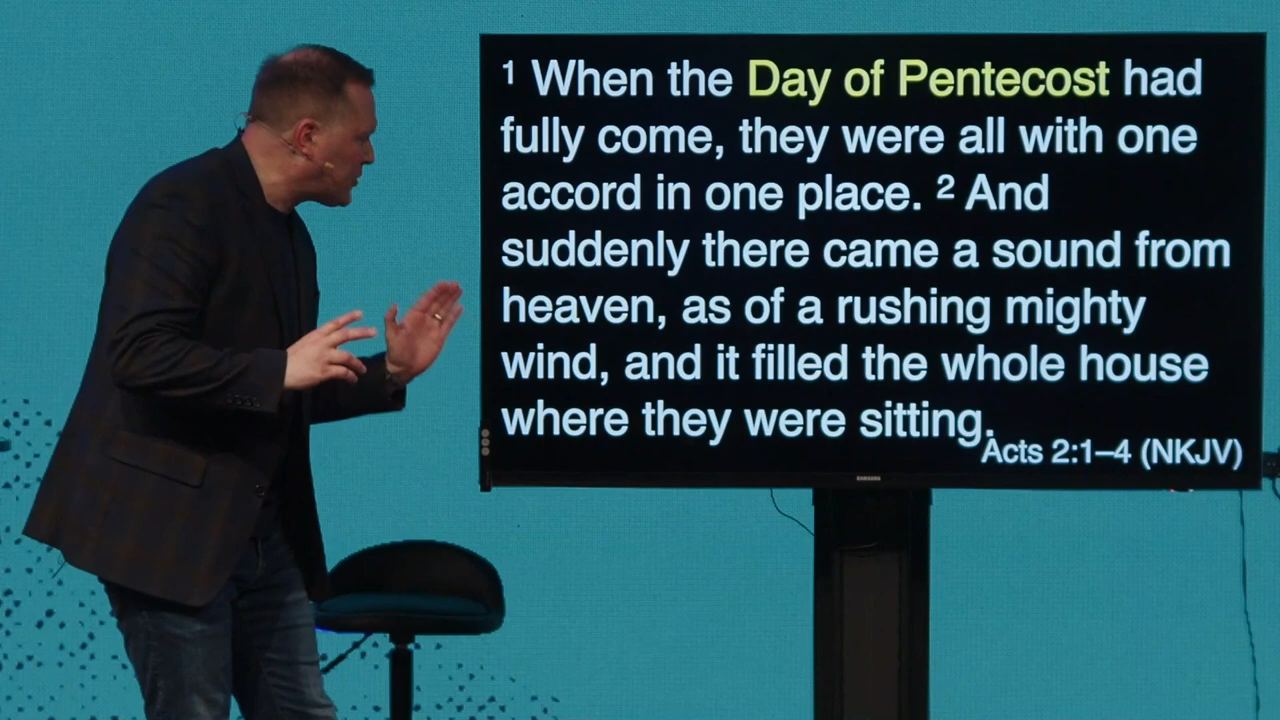 ¹ When the Day of Pentecost had
fully come, they were all with one
accord in one place. ² And
suddenly there came a sound from
heaven, as of a rushing mighty
wind, and it filled the whole house
where they were sitting.
Acts 2:1–4 (NKJV)
SAMSUNG